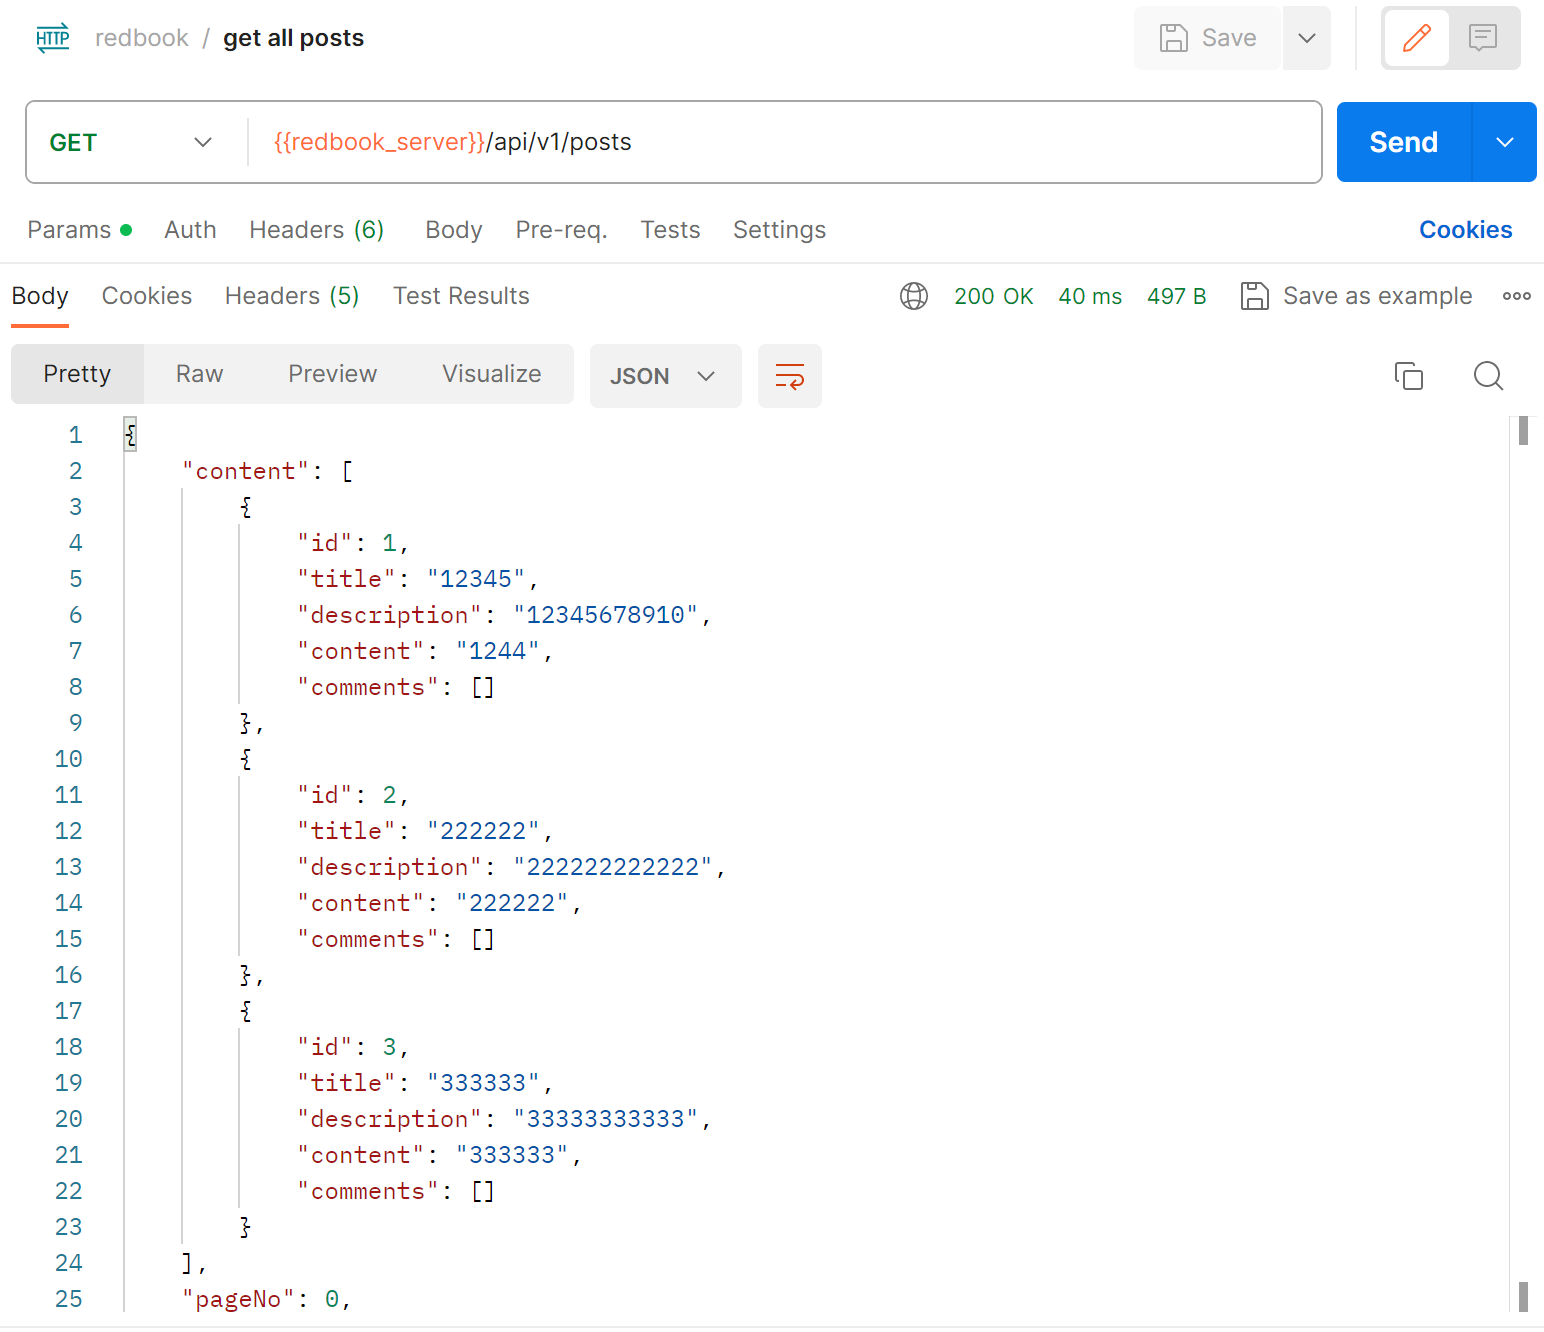 HTTP redbook / get all posts Save
GET {{redbook_server}}/api/v1/posts Send
Params Auth Headers (6) Body Pre-req. Tests Settings Cookies
Body Cookies Headers (5) Test Results 200 OK 40 ms 497 B Save as example
Pretty Raw Preview Visualize JSON
1 {
2 "content": [
3 {
4 "id": 1,
5 "title": "12345",
6 "description": "12345678910",
7 "content": "1244",
8 "comments": []
9 },
10 {
11 "id": 2,
12 "title": "222222",
13 "description": "222222222222",
14 "content": "222222",
15 "comments": []
16 },
17 {
18 "id": 3,
19 "title": "333333",
20 "description": "33333333333",
21 "content": "333333",
22 "comments": []
23 }
24 ],
25 "pageNo": 0,